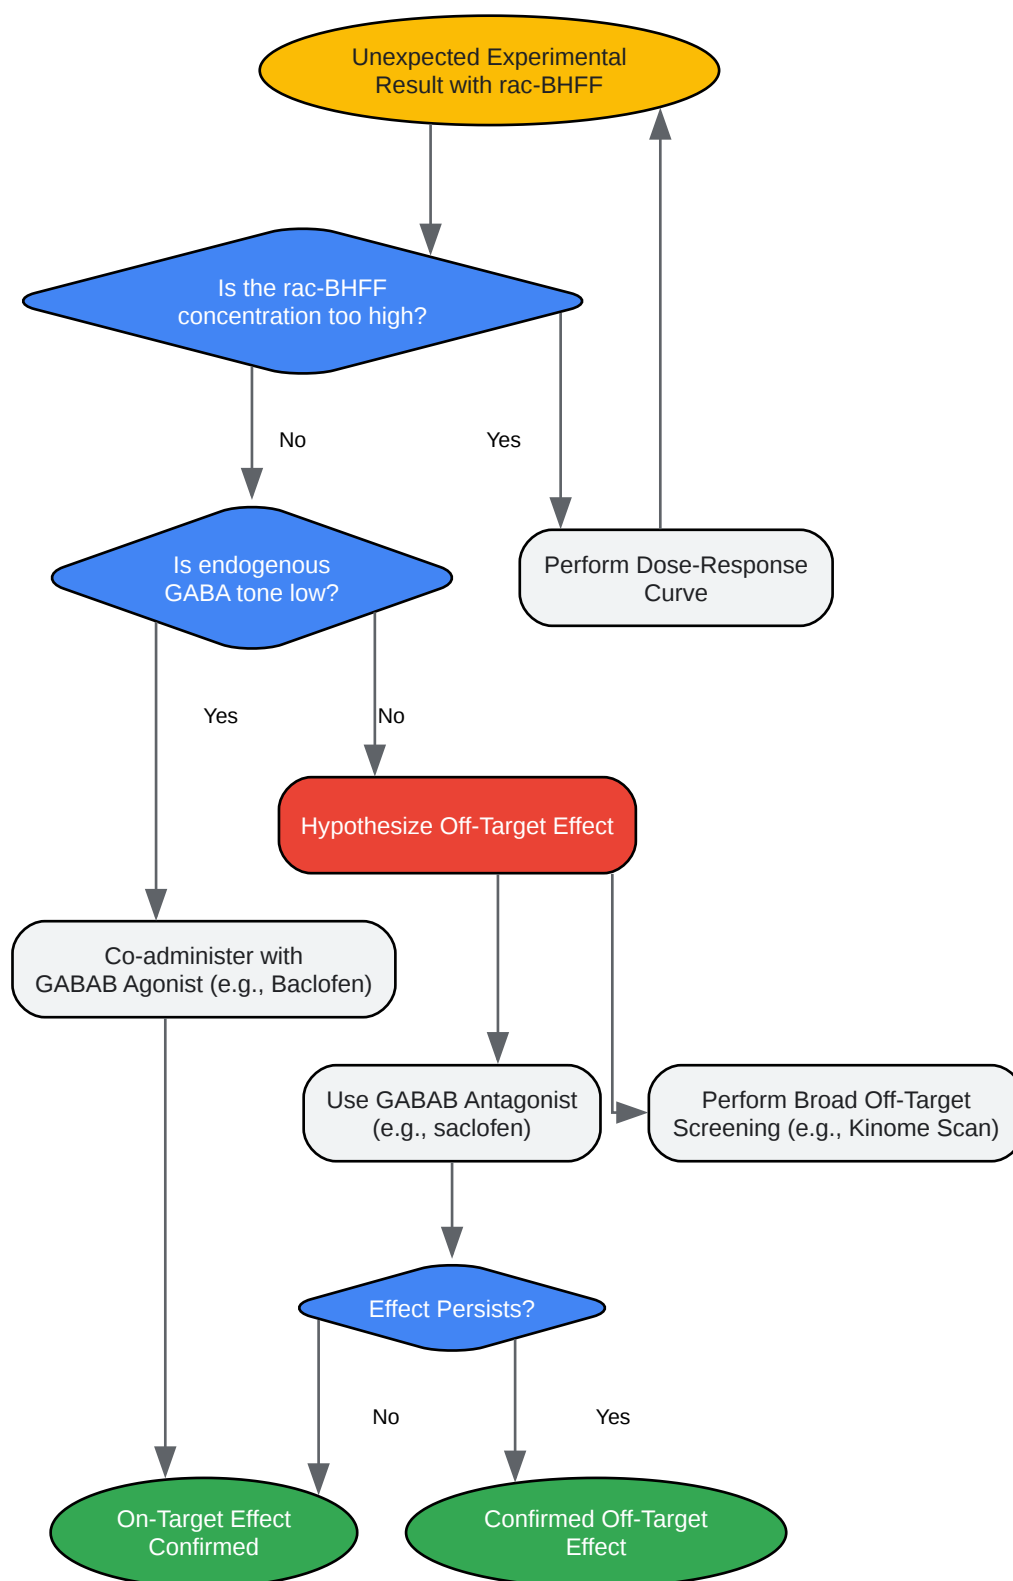 Unexpected Experimental
Result with rac-BHFF
Is the rac-BHFF
concentration too high?
No
Yes
Is endogenous
GABA tone low?
Perform Dose-Response
Curve
Yes
No
Hypothesize Off-Target Effect
Co-administer with
GABAB Agonist (e.g., Baclofen)
Use GABAB Antagonist
(e.g., saclofen)
Perform Broad Off-Target
Screening (e.g., Kinome Scan)
Effect Persists?
No
Yes
On-Target Effect
Confirmed
Confirmed Off-Target
Effect